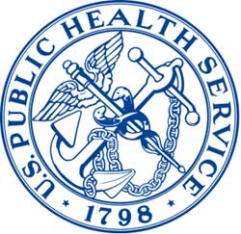 U.S. PUBLIC HEALTH SERVICE
1798